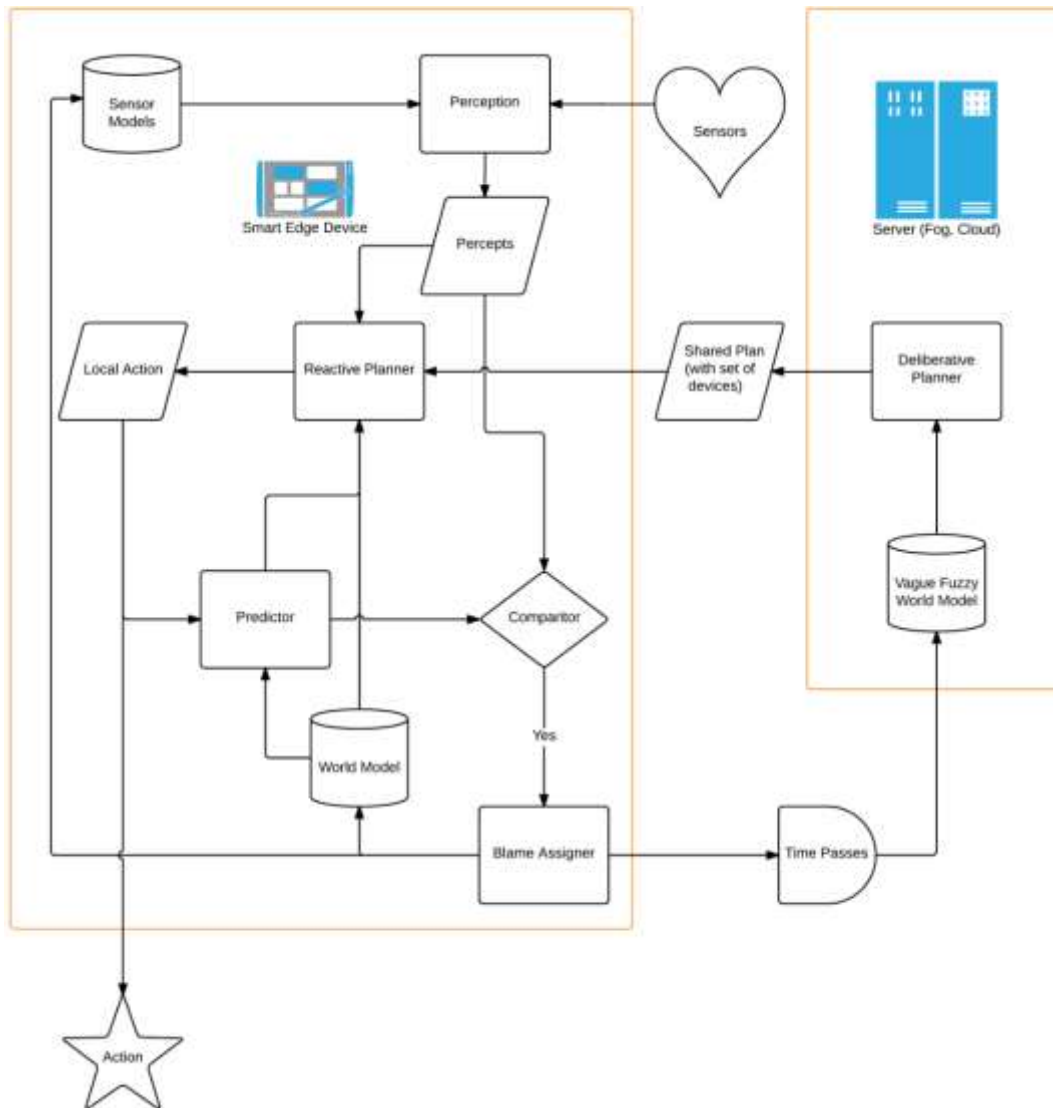 Sensor
Models
Perception
Sensors
Smart Edge Device
Percepts
Server (Fog, Cloud)
Local Action
Reactive Planner
Shared Plan
(with set of
devices)
Deliberative
Planner
Predictor
Comparitor
Vague Fuzzy
World Model
Yes
World Model
Blame Assigner
Time Passes
Action